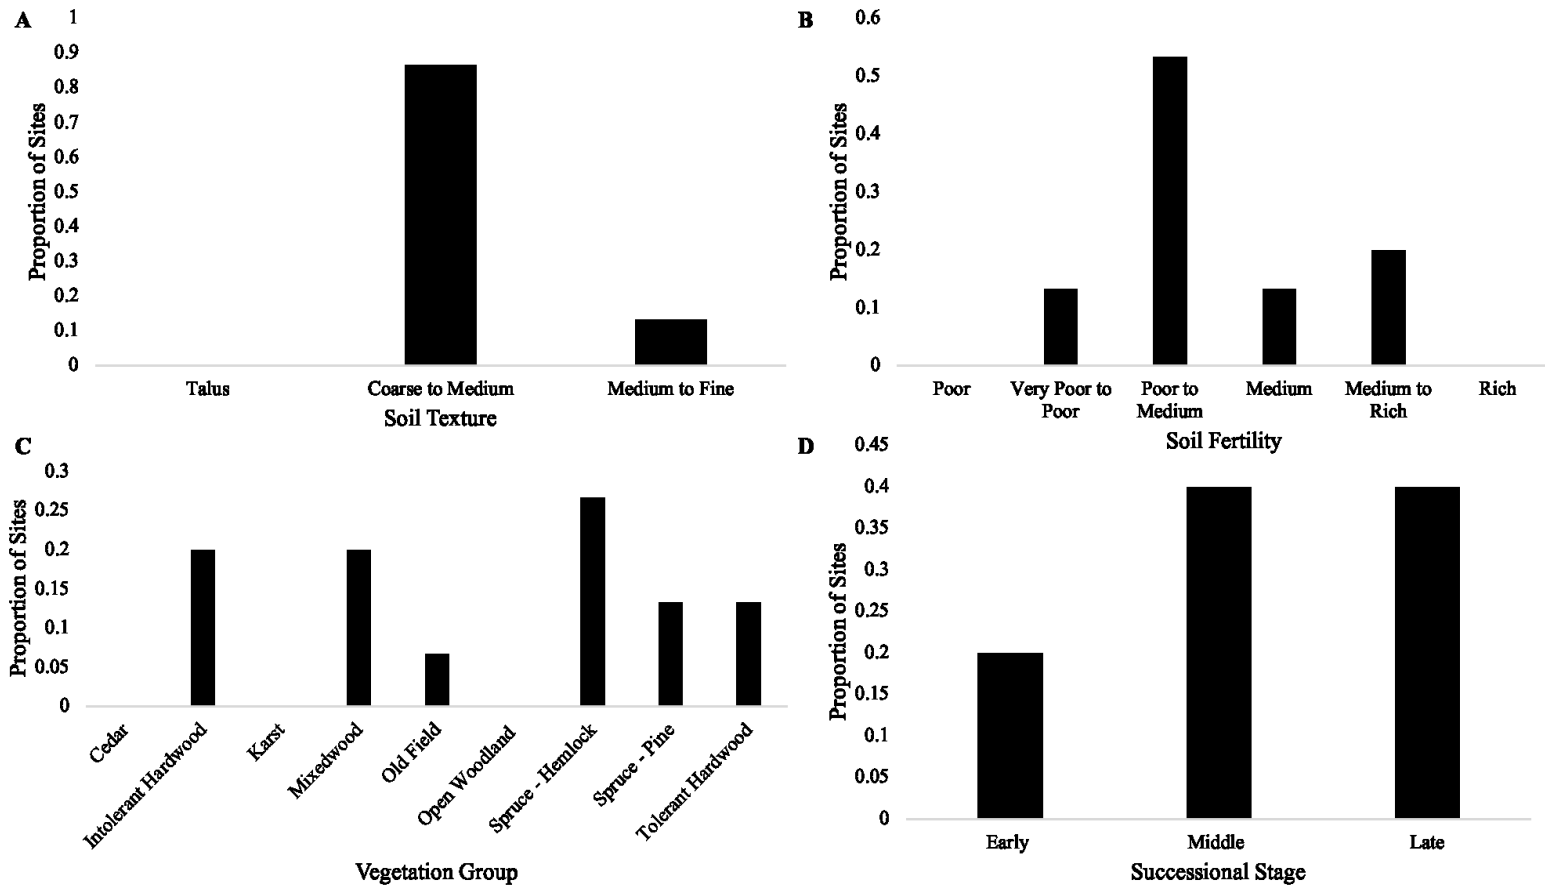 A
1
0.9
0.8
0.7
0.6
0.5
0.4
0.3
0.2
0.1
0
Proportion of Sites
Talus
Coarse to Medium
Medium to Fine
Soil Texture
B
0.6
0.5
0.4
0.3
0.2
0.1
0
Proportion of Sites
Poor
Very Poor to
Poor
Poor to
Medium
Medium
Medium to
Rich
Rich
Soil Fertility
C
0.3
0.25
0.2
0.15
0.1
0.05
0
Proportion of Sites
Cedar
Intolerant Hardwood
Karst
Mixedwood
Old Field
Open Woodland
Spruce - Hemlock
Spruce - Pine
Tolerant Hardwood
Vegetation Group
D
0.45
0.4
0.35
0.3
0.25
0.2
0.15
0.1
0.05
0
Proportion of Sites
Early
Middle
Late
Successional Stage